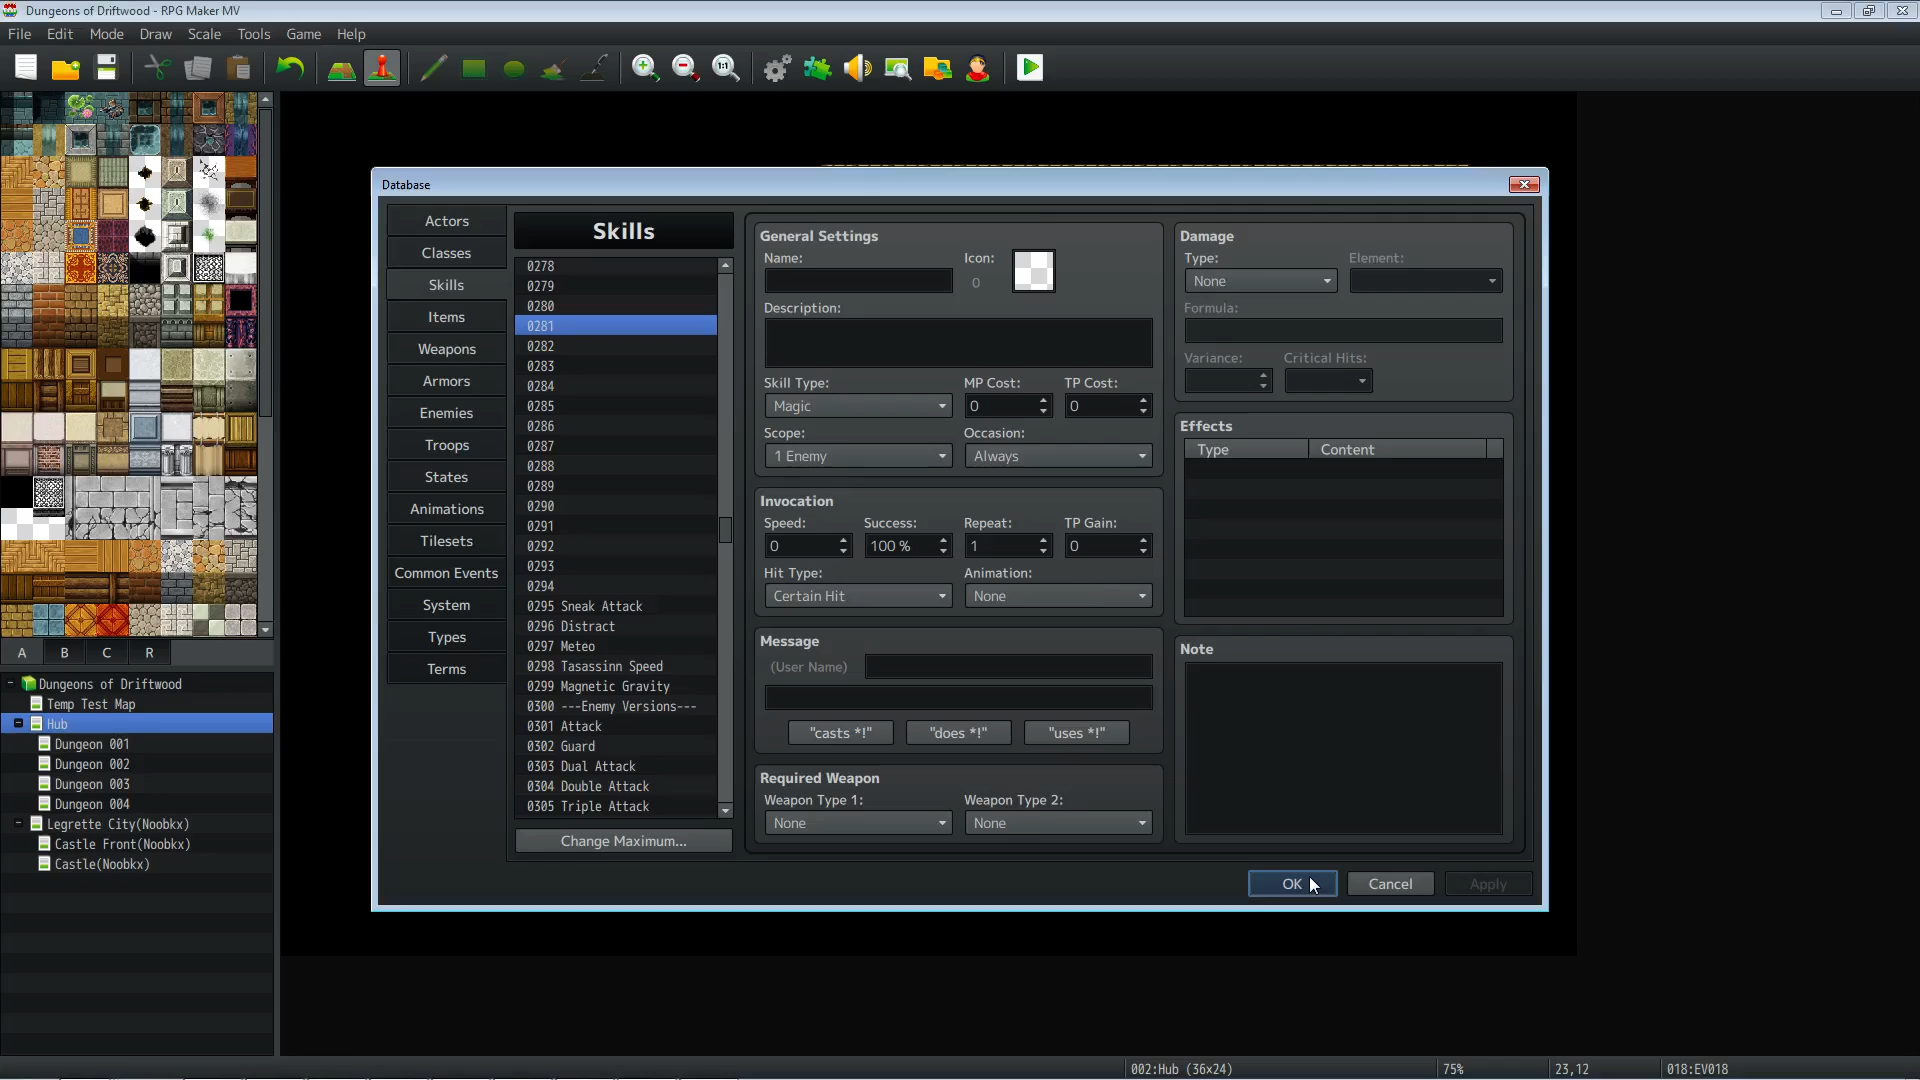 Dungeons of Driftwood - RPG Maker MV
File Edit Mode Draw Scale Tools Game Help
1:1
Database
Actors
Classes
Skills
Items
Weapons
Armors
Enemies
Troops
States
Animations
Tilesets
Common Events
System
Types
Terms
Skills
0278
0279
0280
0281
0282
0283
0284
0285
0286
0287
0288
0289
0290
0291
0292
0293
0294
0295 Sneak Attack
0296 Distract
0297 Meteo
0298 Tasassinn Speed
0299 Magnetic Gravity
0300 ---Enemy Versions---
0301 Attack
0302 Guard
0303 Dual Attack
0304 Double Attack
0305 Triple Attack
Change Maximum...
General Settings
Name: Icon:
0
Description:
Skill Type: MP Cost: TP Cost:
Magic 0 0
Scope: Occasion:
1 Enemy Always
Invocation
Speed: Success: Repeat: TP Gain:
0 100 % 1 0
Hit Type: Animation:
Certain Hit None
Message
(User Name)
"casts *!" "does *!" "uses *!"
Required Weapon
Weapon Type 1: Weapon Type 2:
None None
Damage
Type: Element:
None
Formula:
Variance: Critical Hits:
Effects
Type Content
Note
OK Cancel Apply
A B C R
Dungeons of Driftwood
Temp Test Map
Hub
Dungeon 001
Dungeon 002
Dungeon 003
Dungeon 004
Legrette City(Noobkx)
Castle Front(Noobkx)
Castle(Noobkx)
002:Hub (36x24) 75% 23,12 018:EV018